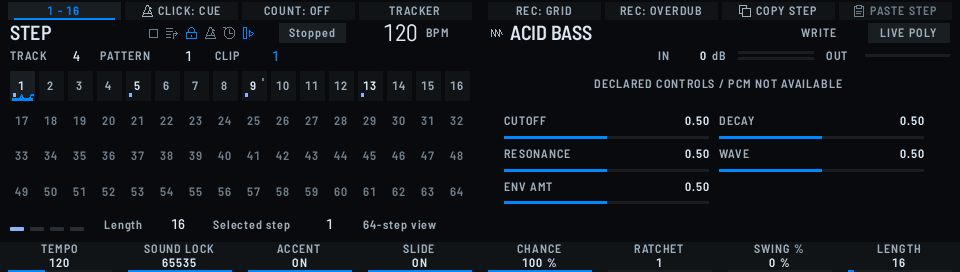 1 - 16 CLICK: CUE COUNT: OFF TRACKER REC: GRID REC: OVERDUB COPY STEP PASTE STEP
STEP Stopped 120 BPM ACID BASS WRITE LIVE POLY
TRACK 4 PATTERN 1 CLIP 1 IN 0 dB OUT
1 2 3 4 5 6 7 8 9 10 11 12 13 14 15 16
DECLARED CONTROLS / PCM NOT AVAILABLE
17 18 19 20 21 22 23 24 25 26 27 28 29 30 31 32
CUTOFF 0.50 DECAY 0.50
33 34 35 36 37 38 39 40 41 42 43 44 45 46 47 48
RESONANCE 0.50 WAVE 0.50
49 50 51 52 53 54 55 56 57 58 59 60 61 62 63 64
ENV AMT 0.50
Length 16 Selected step 1 64-step view
TEMPO SOUND LOCK ACCENT SLIDE CHANCE RATCHET SWING % LENGTH
120 65535 ON ON 100 % 1 0 % 16